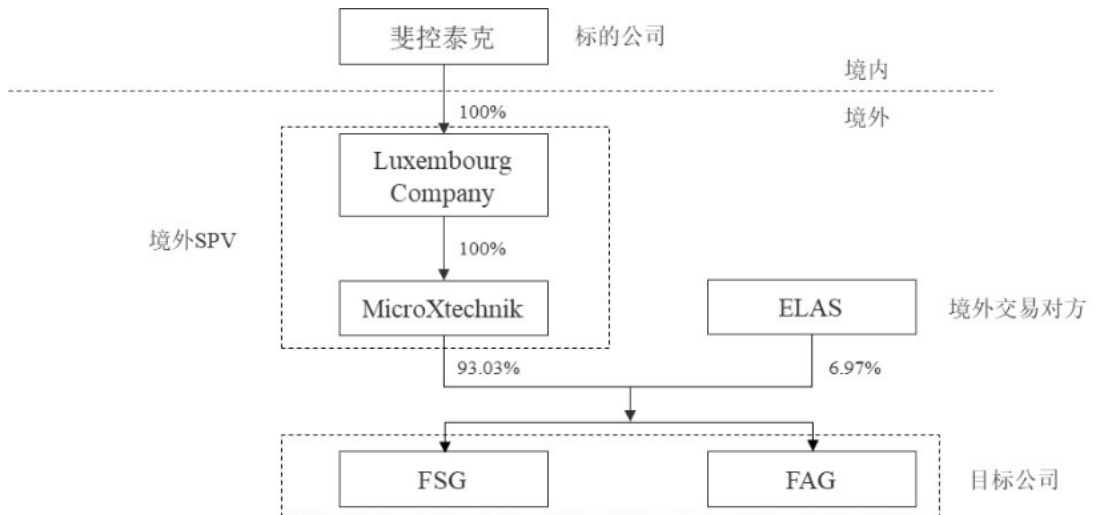 斐控泰克
标的公司
境内
100%
境外
Luxembourg
Company
境外SPV
100%
MicroXtechnik
ELAS
境外交易对方
93.03%
6.97%
FSG
FAG
目标公司